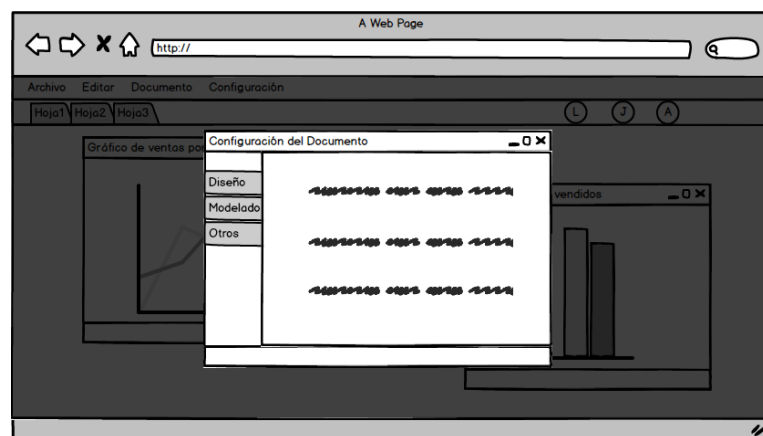 A Web Page
http://
Archivo Editar Documento Configuración
Hoja1 Hoja2 Hoja3 L J A
Gráfico de ventas
Configuración del Documento
vendidos
Diseño
Modelado
Otros